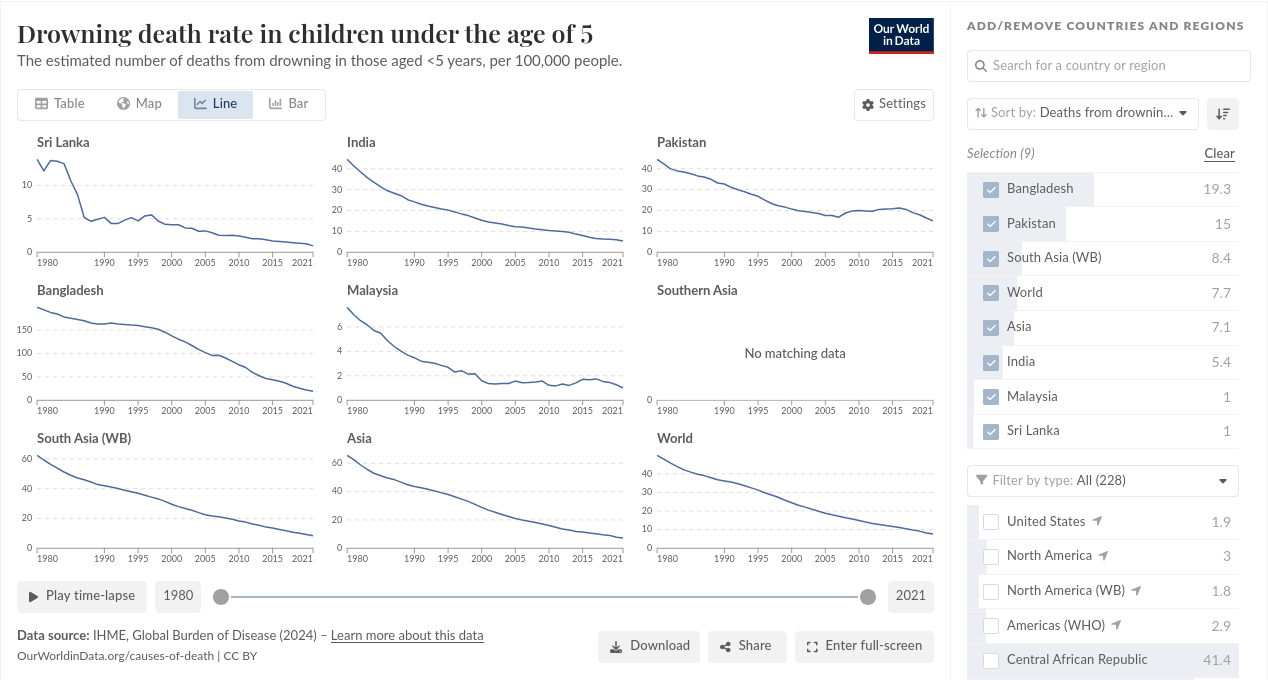 Drowning death rate in children under the age of 5
The estimated number of deaths from drowning in those aged <5 years, per 100,000 people.
Our World
in Data
Table Map Line Bar
Settings
Sri Lanka
10
5
0
1980 1990 1995 2000 2005 2010 2015 2021
India
40
30
20
10
0
1980 1990 1995 2000 2005 2010 2015 2021
Pakistan
40
30
20
10
0
1980 1990 1995 2000 2005 2010 2015 2021
Bangladesh
150
100
50
0
1980 1990 1995 2000 2005 2010 2015 2021
Malaysia
6
4
2
0
1980 1990 1995 2000 2005 2010 2015 2021
Southern Asia
No matching data
0
1980 1990 1995 2000 2005 2010 2015 2021
South Asia (WB)
60
40
20
0
1980 1990 1995 2000 2005 2010 2015 2021
Asia
60
40
20
0
1980 1990 1995 2000 2005 2010 2015 2021
World
40
30
20
10
0
1980 1990 1995 2000 2005 2010 2015 2021
Play time-lapse 1980 2021
Data source: IHME, Global Burden of Disease (2024) – Learn more about this data
OurWorldinData.org/causes-of-death | CC BY
Download Share Enter full-screen
ADD/REMOVE COUNTRIES AND REGIONS
Search for a country or region
Sort by: Deaths from drownin...
Selection (9) Clear
Bangladesh 19.3
Pakistan 15
South Asia (WB) 8.4
World 7.7
Asia 7.1
India 5.4
Malaysia 1
Sri Lanka 1
Filter by type: All (228)
United States 1.9
North America 3
North America (WB) 1.8
Americas (WHO) 2.9
Central African Republic 41.4